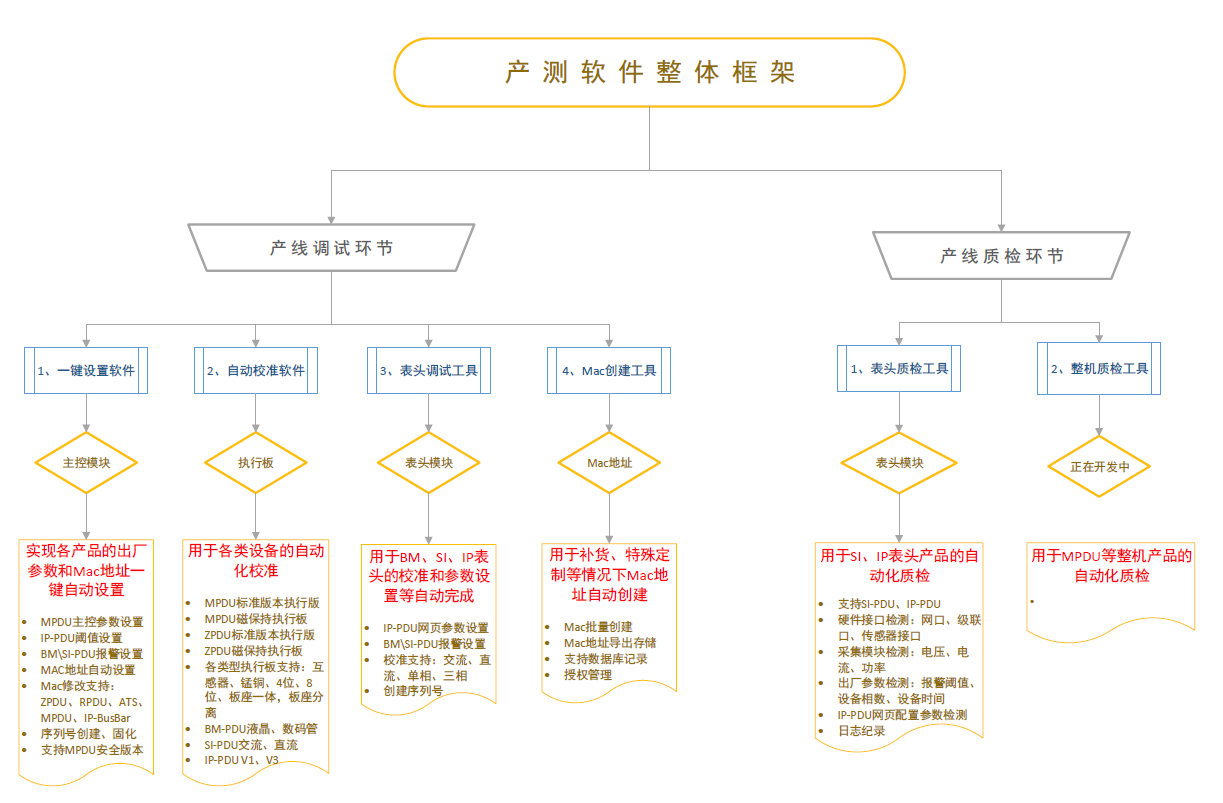 产测软件整体框架
产线调试环节
产线质检环节
1、一键设置软件
2、自动校准软件
3、表头调试工具
4、Mac创建工具
1、表头质检工具
2、整机质检工具
主控模块
执行板
表头模块
Mac地址
表头模块
正在开发中
实现各产品的出厂
参数和Mac地址一
键自动设置
• MPDU主控参数设置
• IP-PDU阈值设置
• BM\SI-PDU报警设置
• MAC地址自动设置
• Mac修改支持：
ZPDU、RPDU、ATS、
MPDU、IP-BusBar
• 序列号创建、固化
• 支持MPDU安全版本
用于各类设备的自动
化校准
• MPDU标准版本执行版
• MPDU磁保持执行板
• ZPDU标准版本执行版
• ZPDU磁保持执行板
• 各类型执行板支持：互
感器、锰铜、4位、8
位、板座一体，板座分
离
• BM-PDU液晶、数码管
• SI-PDU交流、直流
• IP-PDU V1、V3
用于BM、SI、IP表
头的校准和参数设
置等自动完成
• IP-PDU网页参数设置
• BM\SI-PDU报警设置
• 校准支持：交流、直
流、单相、三相
• 创建序列号
用于补货、特殊定
制等情况下Mac地
址自动创建
• Mac批量创建
• Mac地址导出存储
• 支持数据库记录
• 授权管理
用于SI、IP表头产品的自
动化质检
• 支持SI-PDU、IP-PDU
• 硬件接口检测：网口、级联
口、传感器接口
• 采集模块检测：电压、电
流、功率
• 出厂参数检测：报警阈值、
设备相数、设备时间
• IP-PDU网页配置参数检测
• 日志纪录
用于MPDU等整机产品的
自动化质检
•